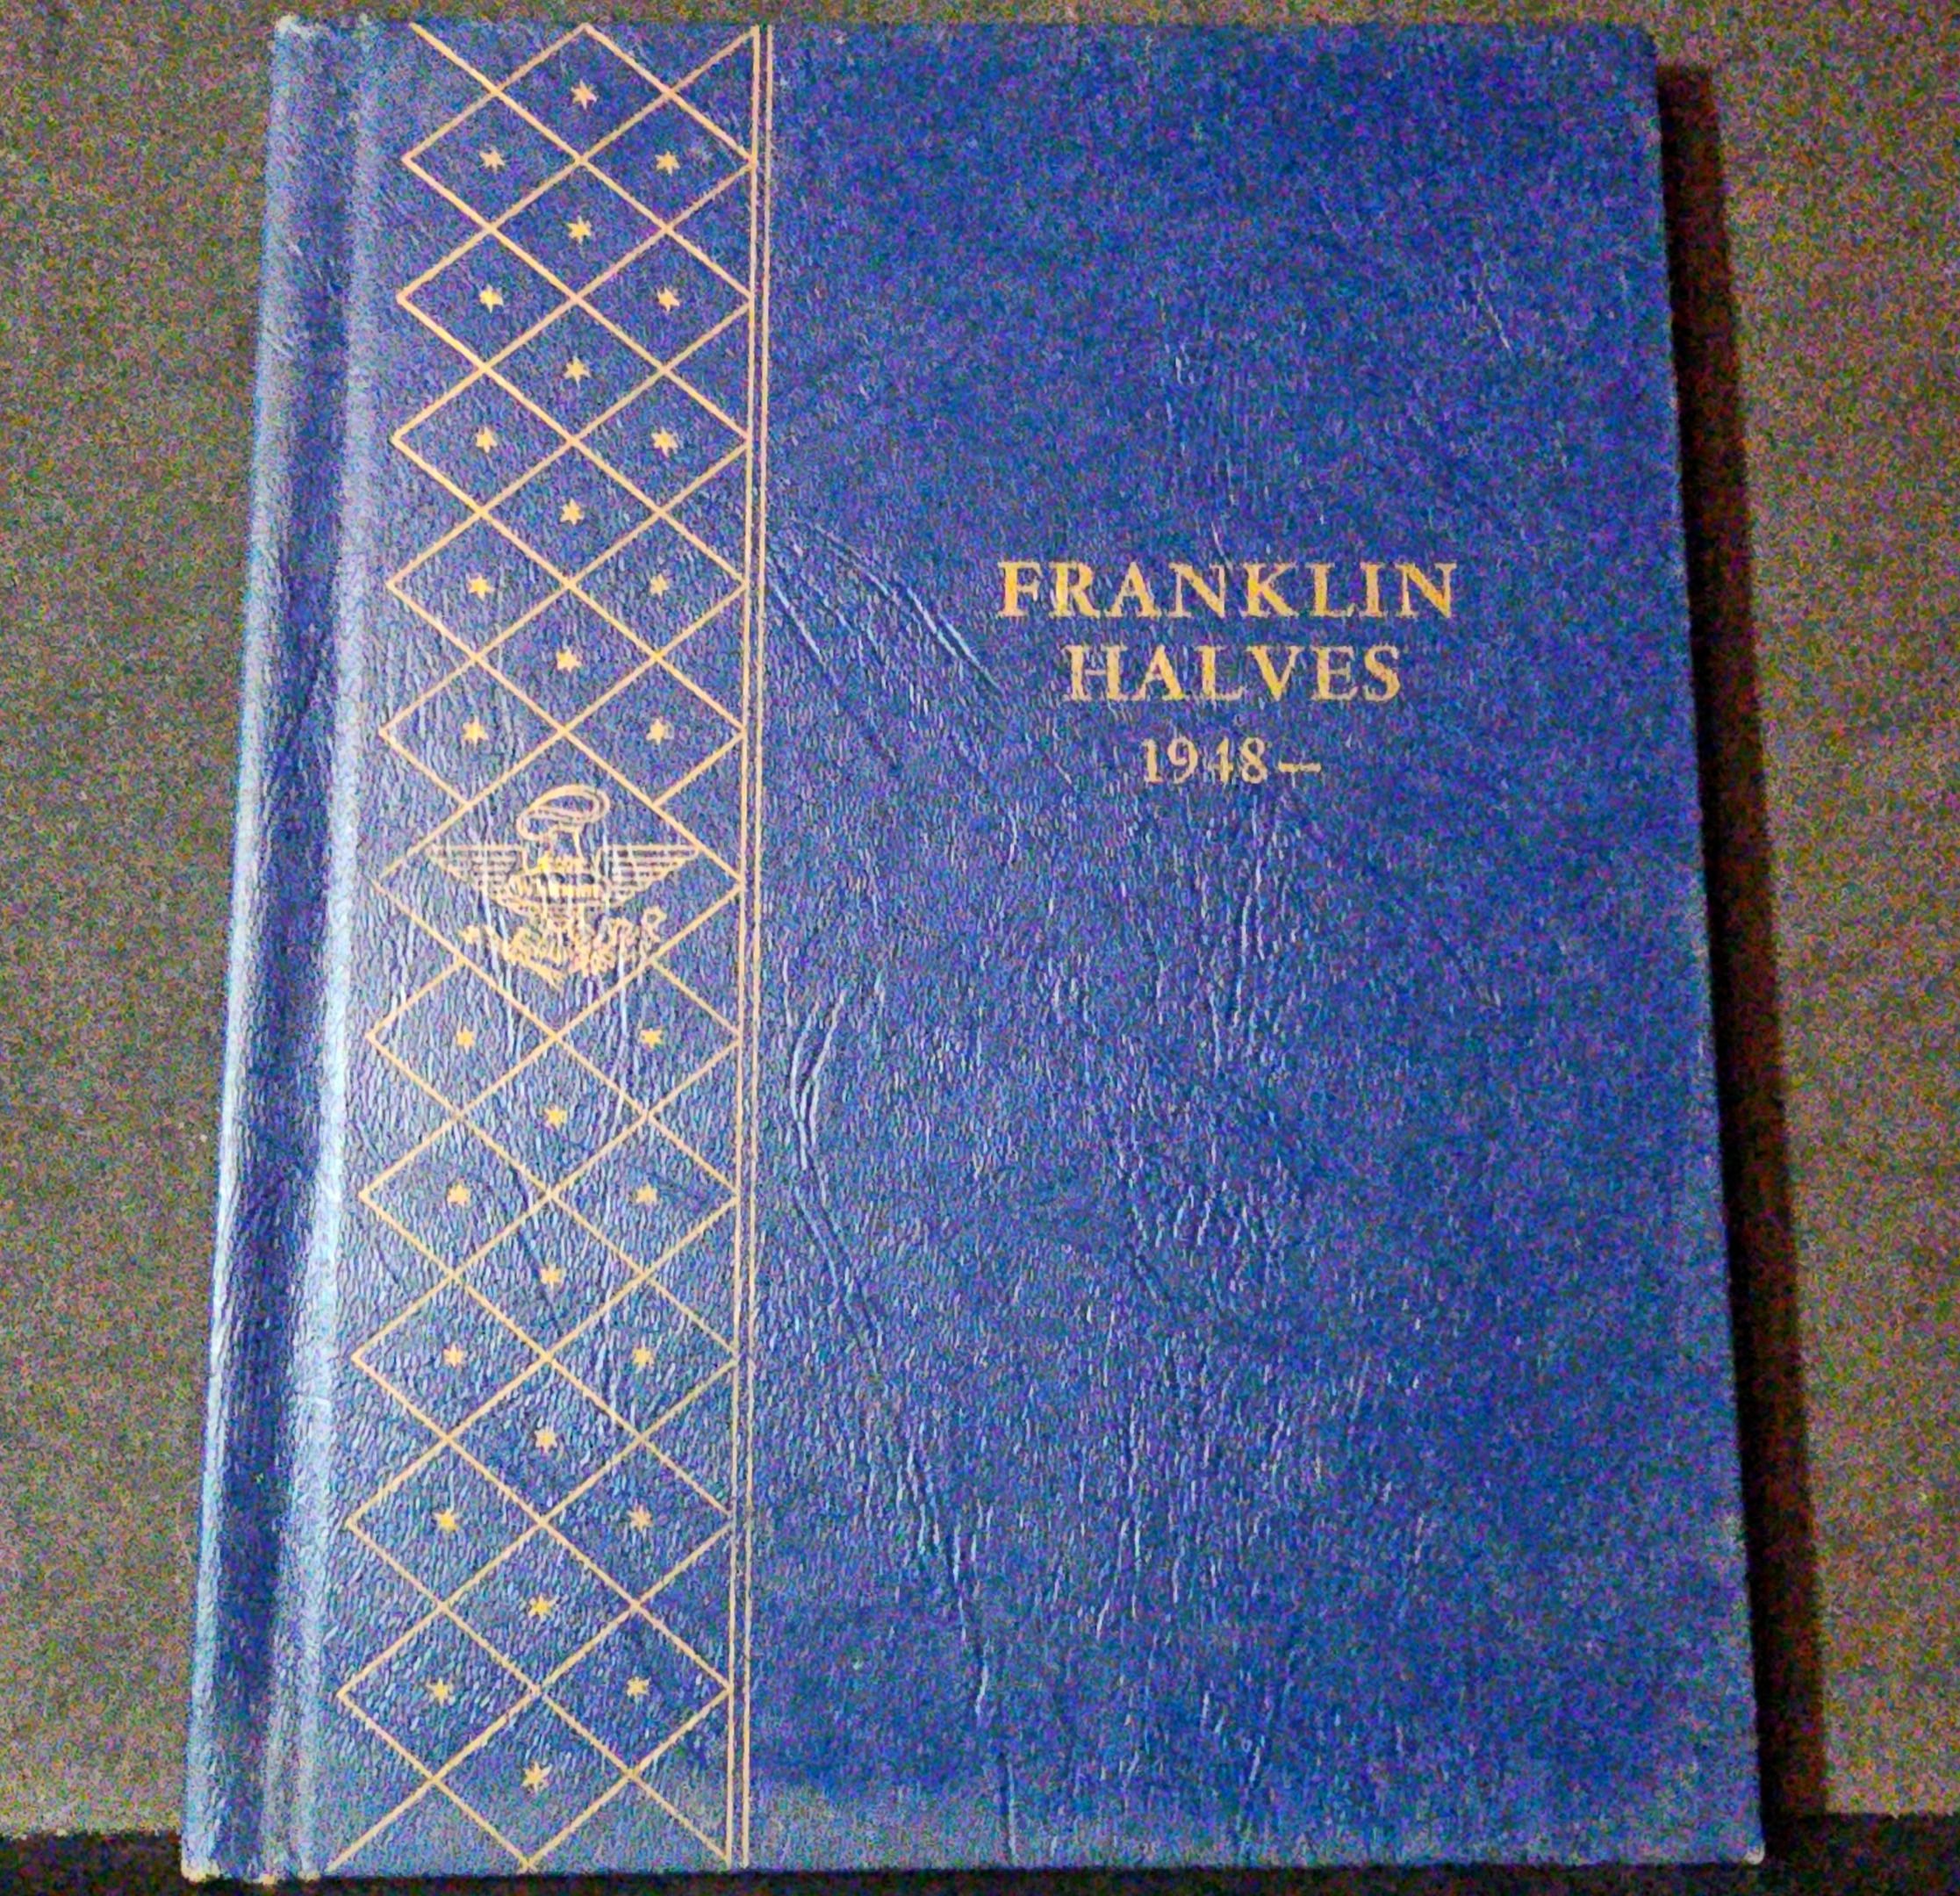 FRANKLIN
HALVES
1948–